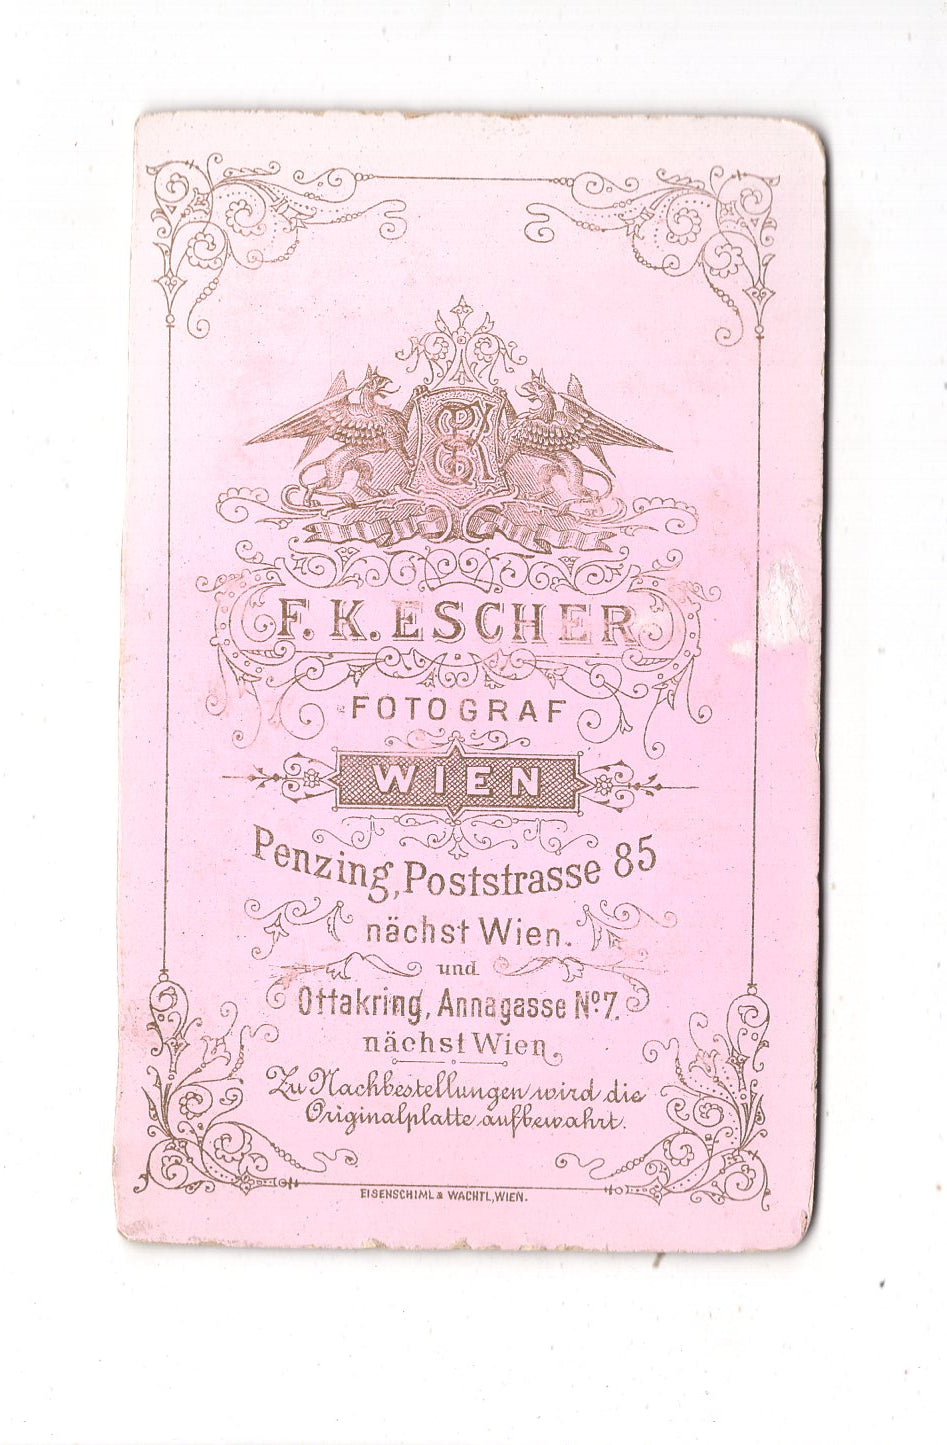 F. K. ESCHER
FOTOGRAF
WIEN
Penzing, Poststrasse 85
nächst Wien.
und
Ottakring, Annagasse Nº 7.
nächst Wien.
Zu Nachbestellungen wird die
Originalplatte aufbewahrt.
EISENSCHIML & WACHTL, WIEN.